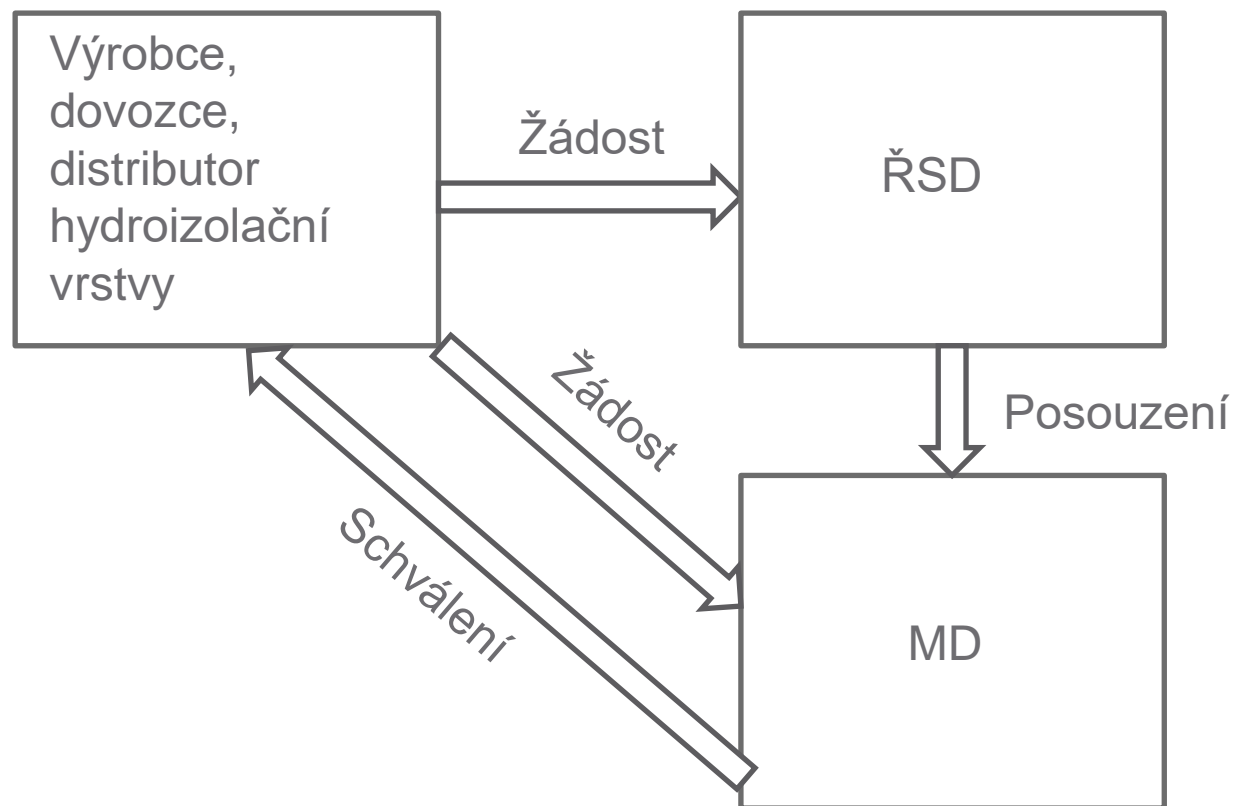 Výrobce,
dovozce,
distributor
hydroizolační
vrstvy
Žádost
ŘSD
Žádost
Posouzení
Schválení
MD